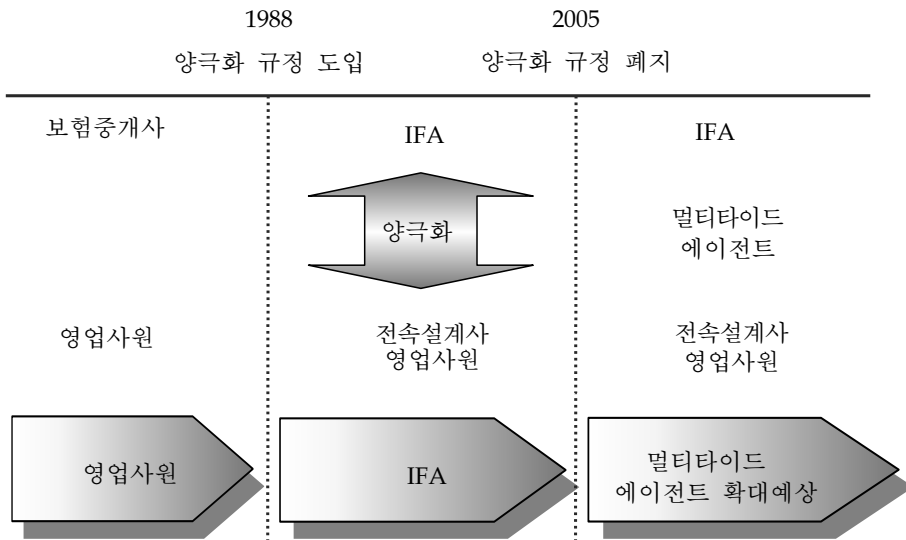 1988
2005
양극화 규정 도입
양극화 규정 폐지
보험중개사
IFA
IFA
양극화
멀티타이드
에이전트
영업사원
전속설계사
영업사원
전속설계사
영업사원
영업사원
IFA
멀티타이드
에이전트 확대예상